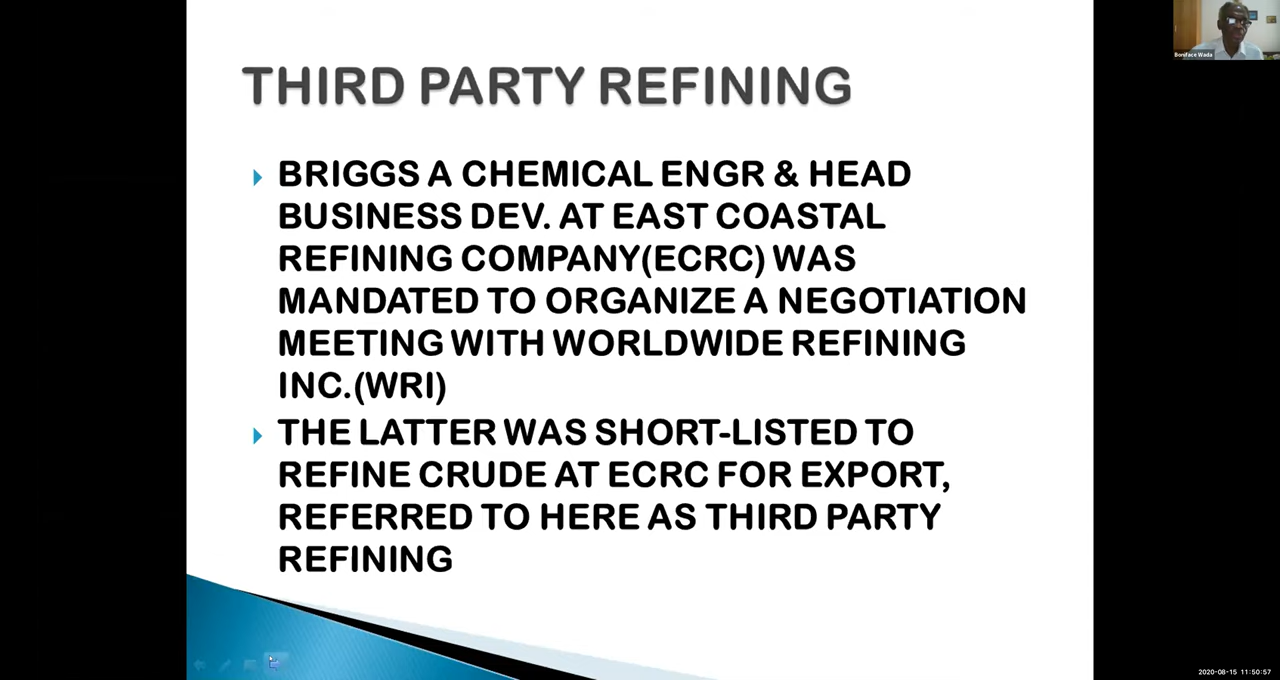 Boniface Wada
THIRD PARTY REFINING
BRIGGS A CHEMICAL ENGR & HEAD
BUSINESS DEV. AT EAST COASTAL
REFINING COMPANY(ECRC) WAS
MANDATED TO ORGANIZE A NEGOTIATION
MEETING WITH WORLDWIDE REFINING
INC.(WRI)
THE LATTER WAS SHORT-LISTED TO
REFINE CRUDE AT ECRC FOR EXPORT,
REFERRED TO HERE AS THIRD PARTY
REFINING
2020-08-15 11:50:57